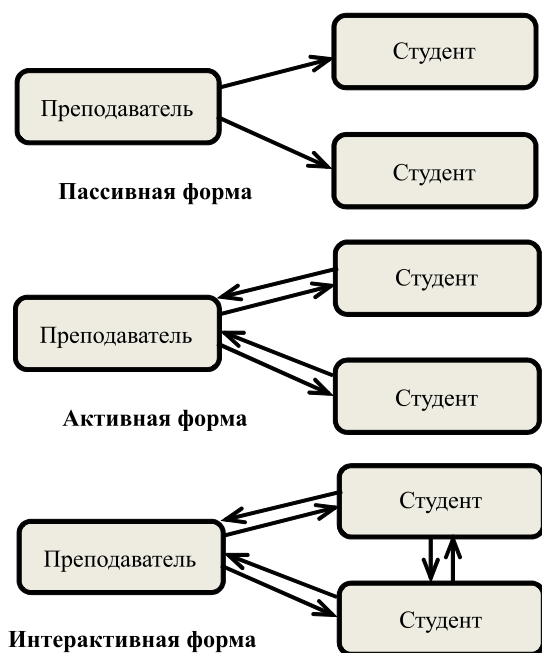 Студент
Преподаватель
Студент
Пассивная форма
Студент
Преподаватель
Студент
Активная форма
Студент
Преподаватель
Студент
Интерактивная форма